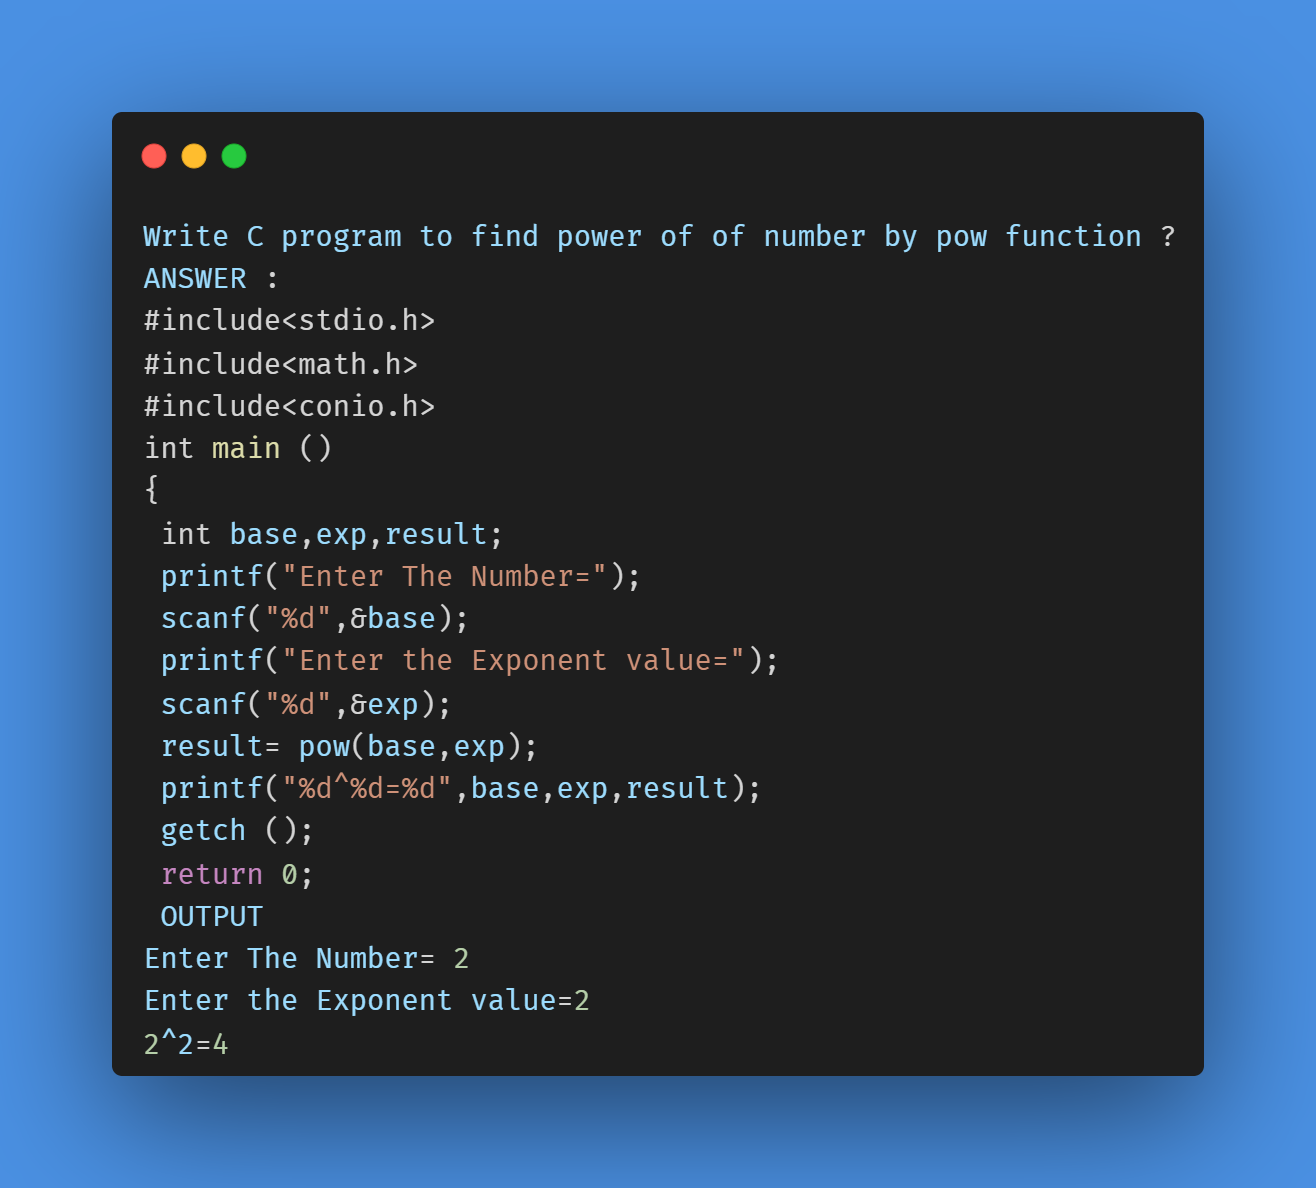 Write C program to find power of of number by pow function ?
ANSWER :
#include<stdio.h>
#include<math.h>
#include<conio.h>
int main ()
{
 int base,exp,result;
 printf("Enter The Number=");
 scanf("%d",&base);
 printf("Enter the Exponent value=");
 scanf("%d",&exp);
 result= pow(base,exp);
 printf("%d^%d=%d",base,exp,result);
 getch ();
 return 0;
 OUTPUT
Enter The Number= 2
Enter the Exponent value=2
2^2=4